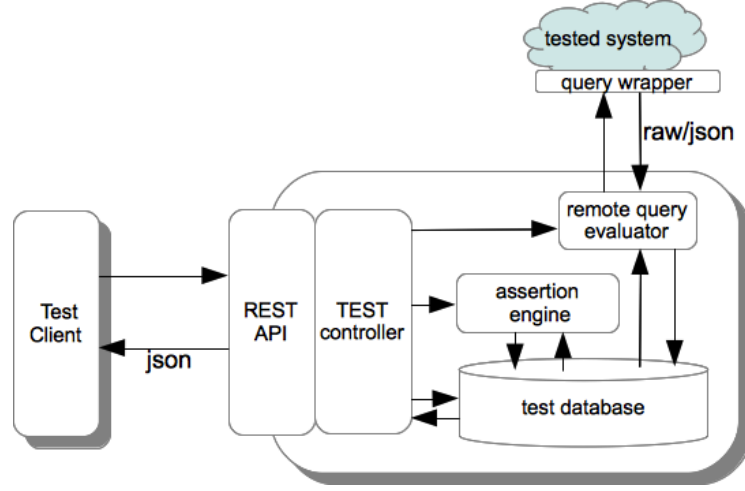 tested system
query wrapper
raw/json
remote query
evaluator
Test
Client
json
REST
API
TEST
controller
assertion
engine
test database